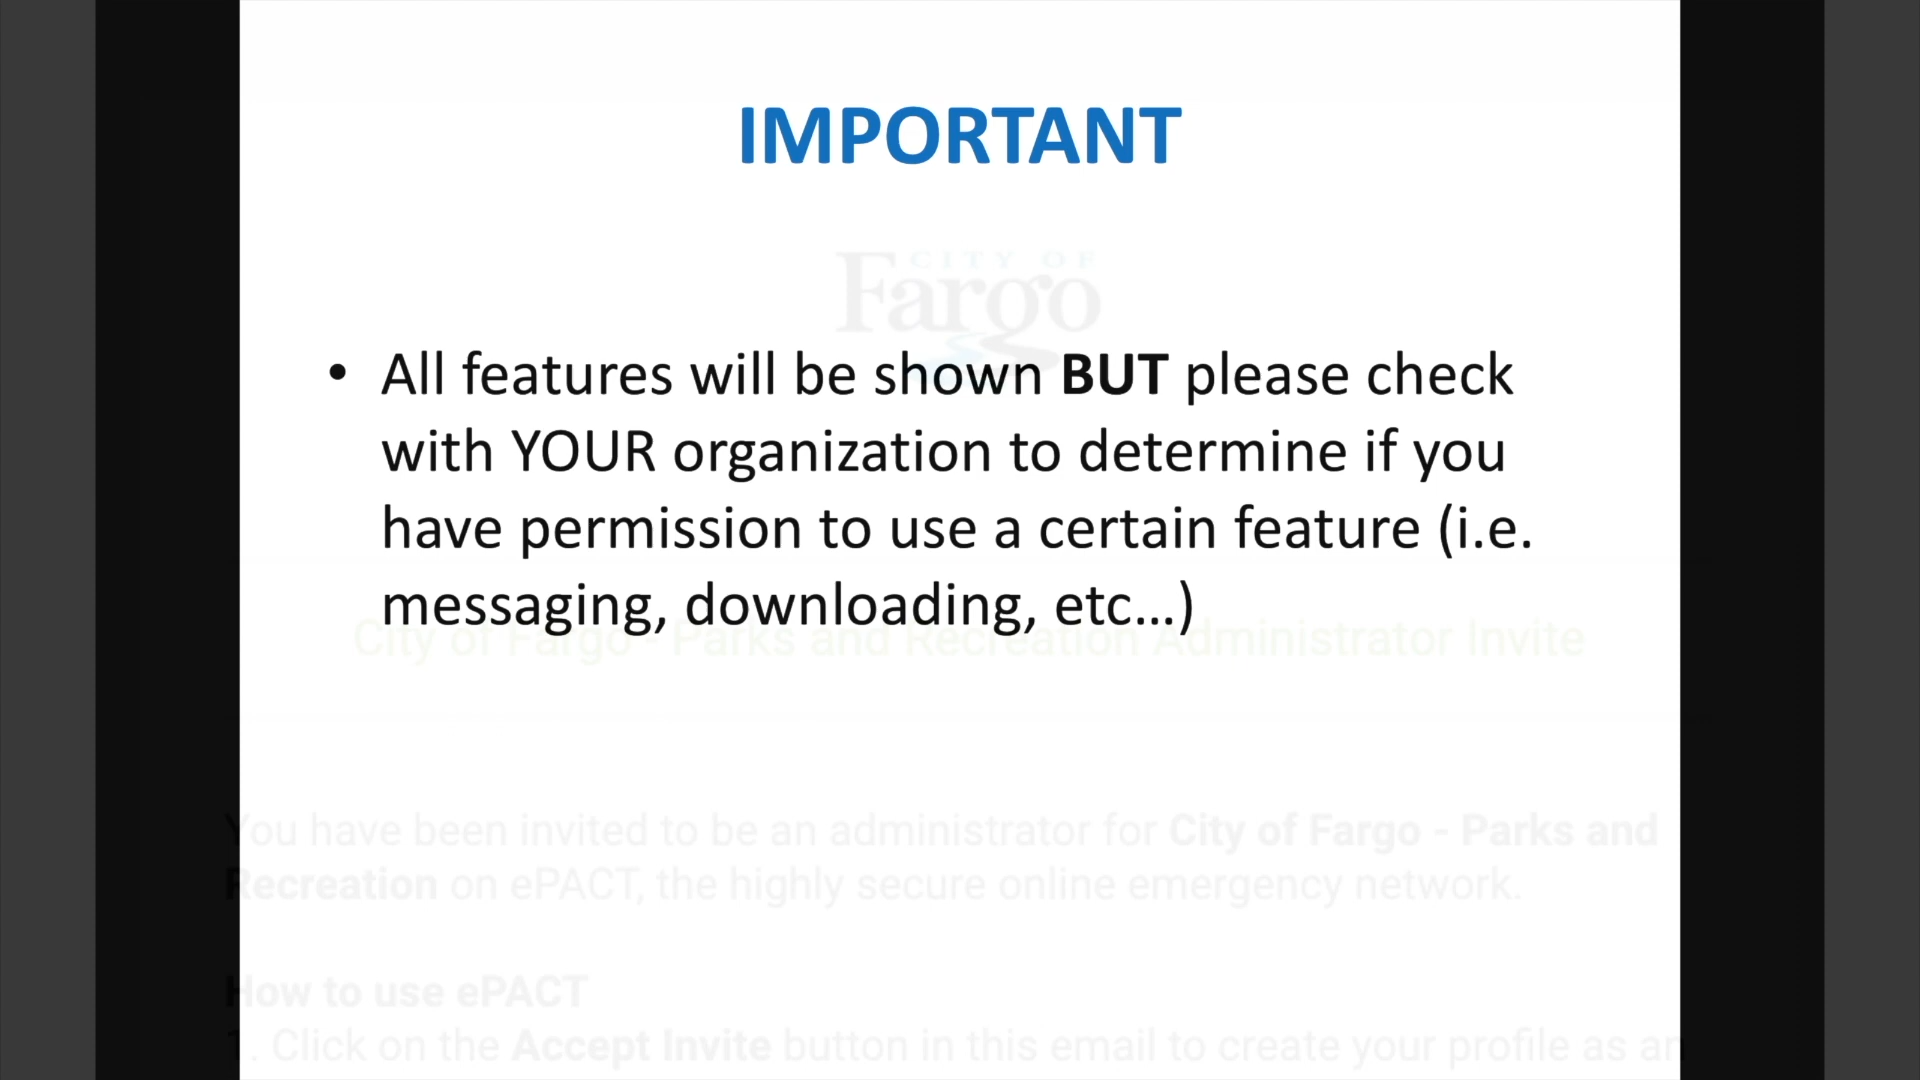 IMPORTANT
CITY OF
Fargo
• All features will be shown BUT please check
with YOUR organization to determine if you
have permission to use a certain feature (i.e.
messaging, downloading, etc...)
City of Fargo - Parks and Recreation Administrator Invite
You have been invited to be an administrator for City of Fargo - Parks and
Recreation on ePACT, the highly secure online emergency network.
How to use ePACT
1. Click on the Accept Invite button in this email to create your profile as an